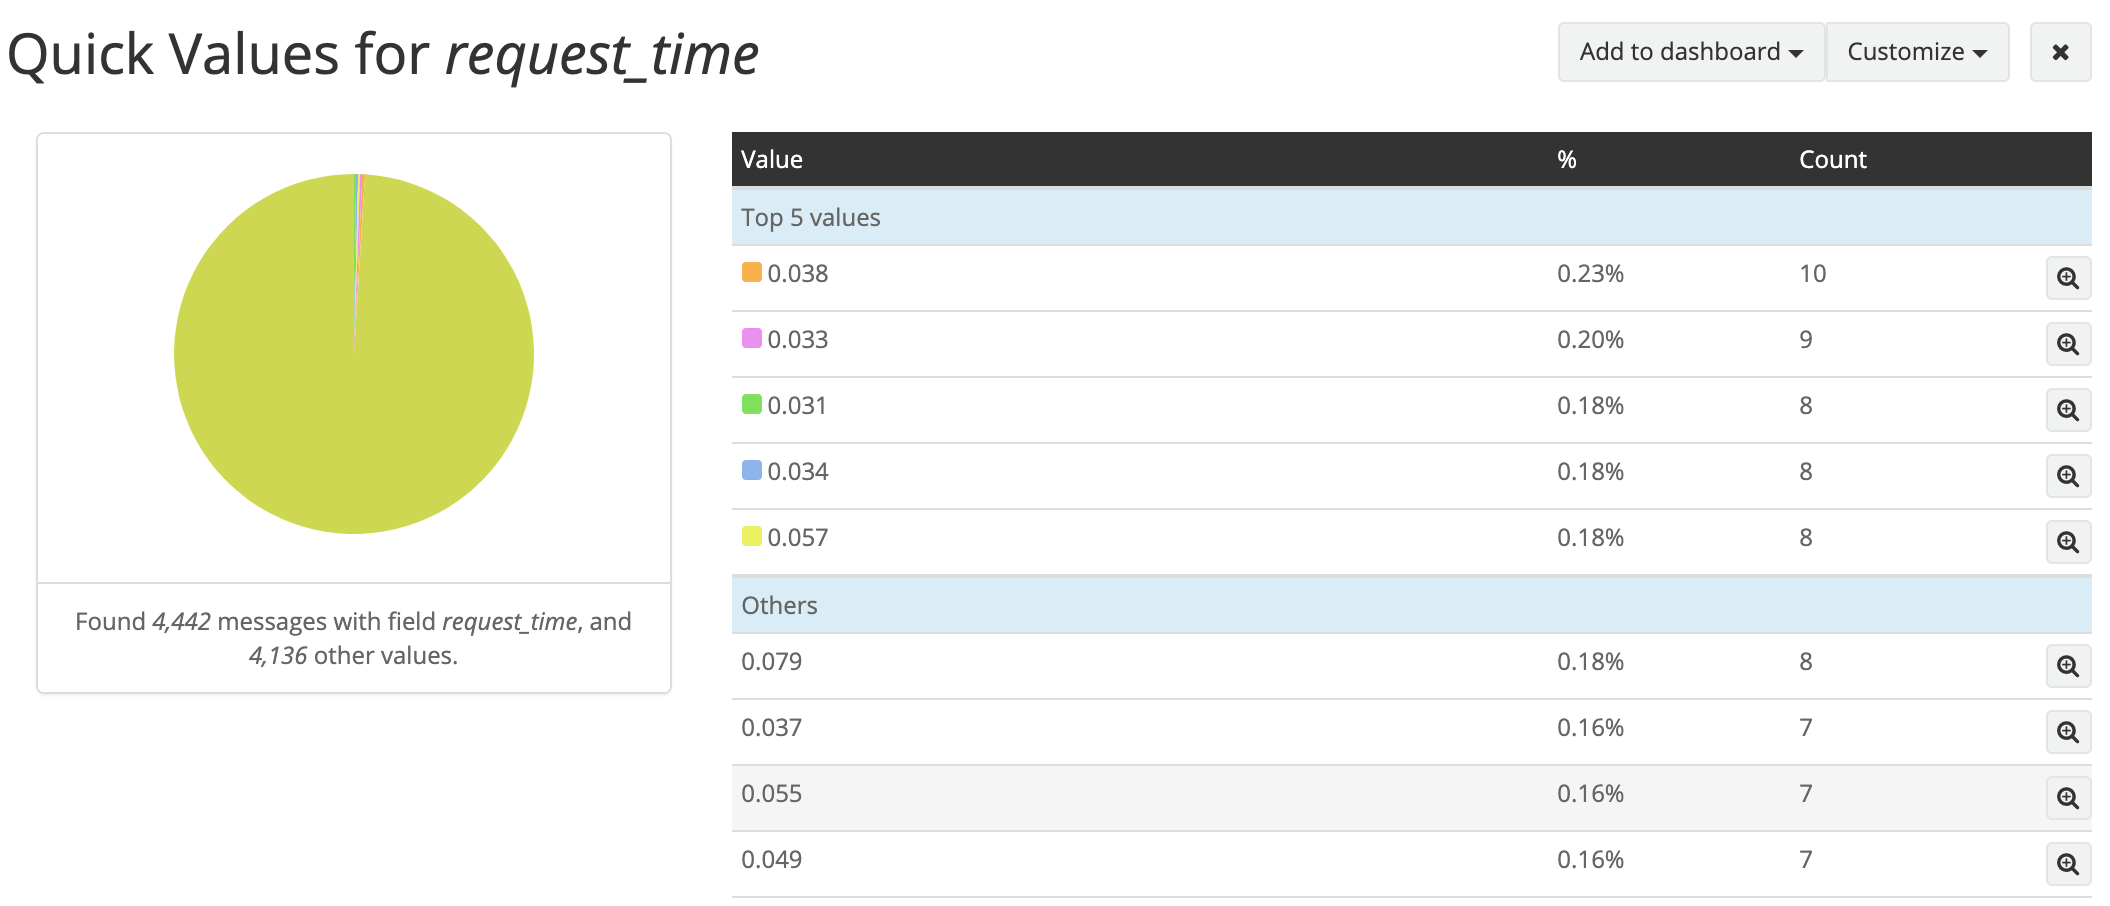 Quick Values for request_time
Add to dashboard
Customize
Value % Count
Top 5 values
0.038 0.23% 10
0.033 0.20% 9
0.031 0.18% 8
0.034 0.18% 8
0.057 0.18% 8
Others
0.079 0.18% 8
0.037 0.16% 7
0.055 0.16% 7
0.049 0.16% 7
Found 4,442 messages with field request_time, and
4,136 other values.